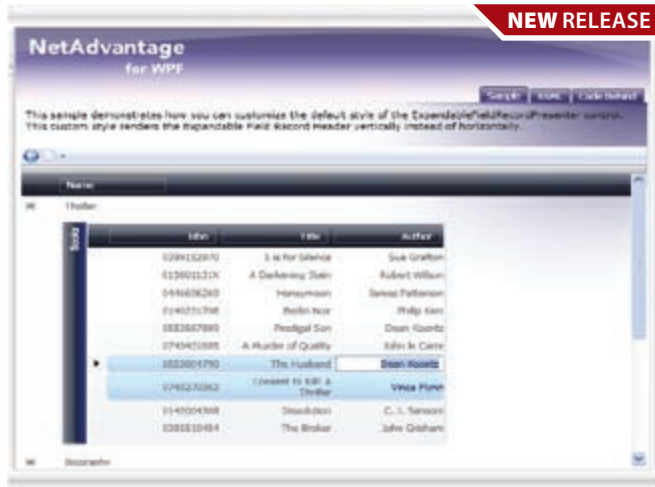 NEW RELEASE
NetAdvantage
for WPF
Sample XAML Code Behind
This sample demonstrates how you can customize the default style of the ExpandableFieldRecordPresenter control.
This custom style renders the Expandable Field Record Header vertically instead of horizontally.
Name
Thriller
Books
Isbn Title Author
S is for Silence Sue Grafton
A Darkening Stain Robert Wilson
Honeymoon James Patterson
Berlin Noir Philip Kerr
Prodigal Son Dean Koontz
A Murder of Quality John le Carre
The Husband Dean Koontz
Consent to Kill: A
Thriller Vince Flynn
Dissolution C. J. Sansom
The Broker John Grisham
Biography